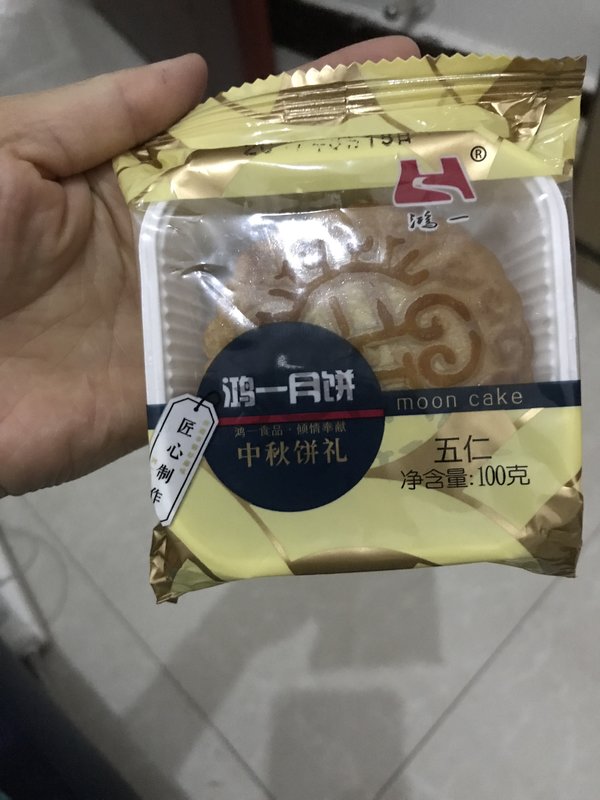 ®
鸿一
鸿一月饼
moon cake
鸿一食品·倾情奉献
中秋饼礼
匠心制作
五仁
净含量:100克